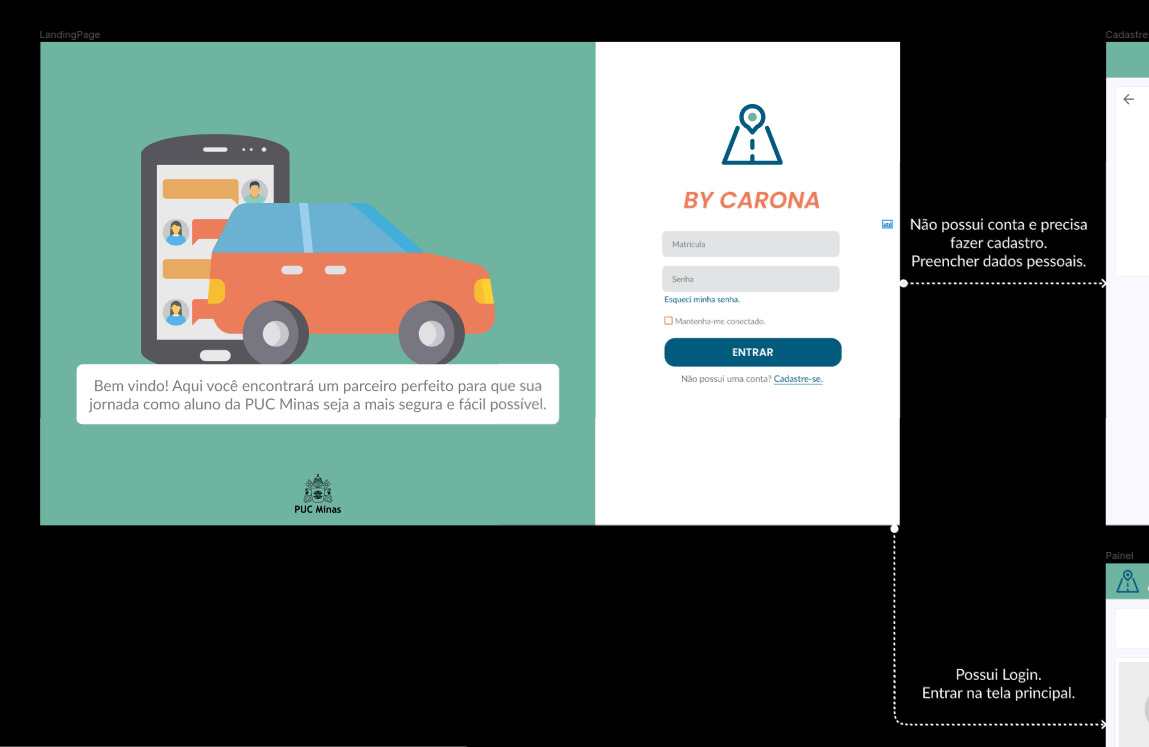 LandingPage
BY CARONA
Matrícula
Senha
Esqueci minha senha.
Mantenha-me conectado.
ENTRAR
Não possui uma conta? Cadastre-se.
Bem vindo! Aqui você encontrará um parceiro perfeito para que sua
jornada como aluno da PUC Minas seja a mais segura e fácil possível.
PUC Minas
Não possui conta e precisa
fazer cadastro.
Preencher dados pessoais.
Cadastre
Painel
Possui Login.
Entrar na tela principal.